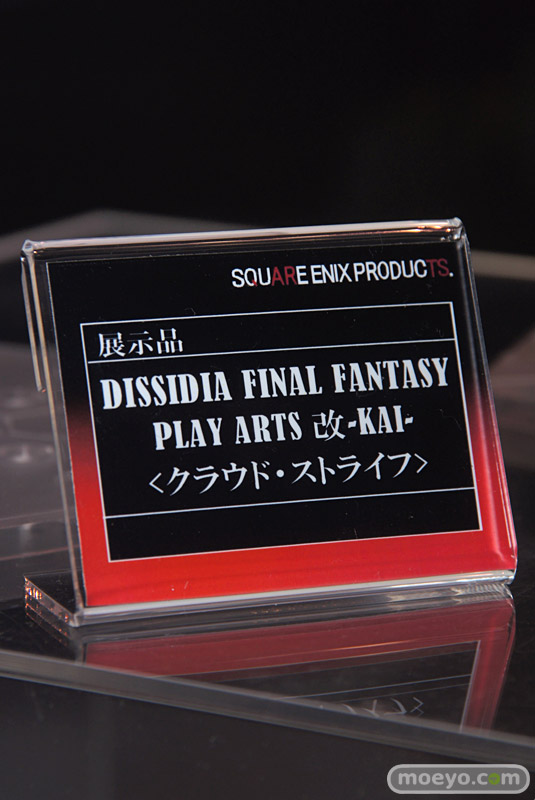 SQUARE ENIX PRODUCTS.
展示品
DISSIDIA FINAL FANTASY
PLAY ARTS 改-KAI-
<クラウド・ストライフ>
moeyo.com